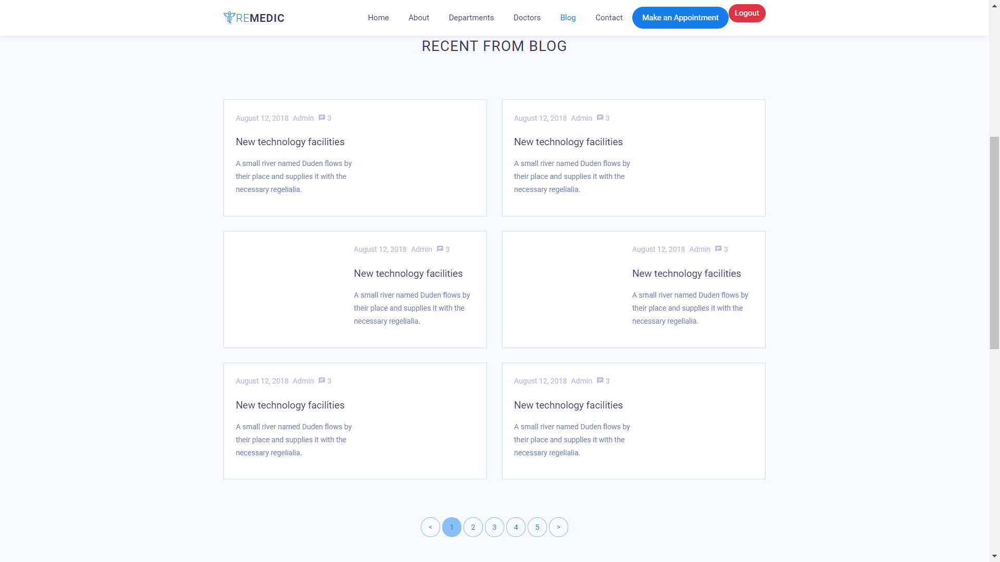 REMEDIC
Home About Departments Doctors Blog Contact Make an Appointment Logout
RECENT FROM BLOG
August 12, 2018 Admin 3
New technology facilities
A small river named Duden flows by
their place and supplies it with the
necessary regelialia.
August 12, 2018 Admin 3
New technology facilities
A small river named Duden flows by
their place and supplies it with the
necessary regelialia.
August 12, 2018 Admin 3
New technology facilities
A small river named Duden flows by
their place and supplies it with the
necessary regelialia.
August 12, 2018 Admin 3
New technology facilities
A small river named Duden flows by
their place and supplies it with the
necessary regelialia.
August 12, 2018 Admin 3
New technology facilities
A small river named Duden flows by
their place and supplies it with the
necessary regelialia.
August 12, 2018 Admin 3
New technology facilities
A small river named Duden flows by
their place and supplies it with the
necessary regelialia.
< 1 2 3 4 5 >